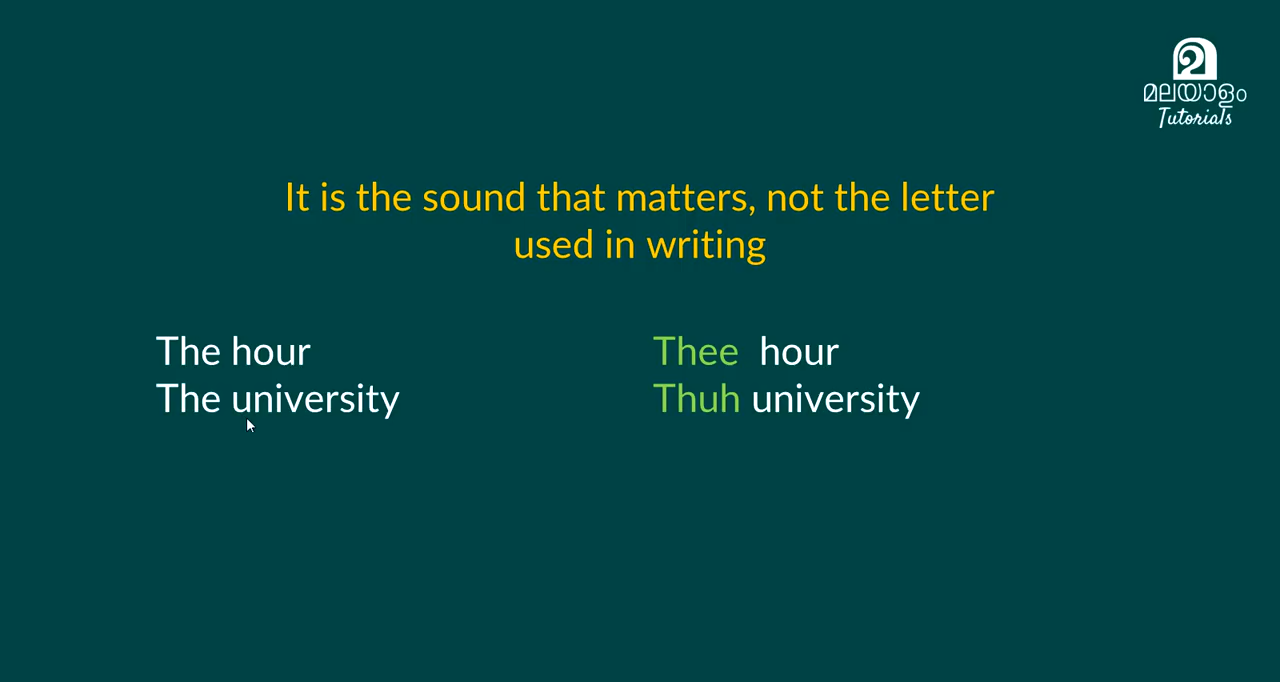 മലയാളം
Tutorials
It is the sound that matters, not the letter
used in writing
The hour
The university
Thee hour
Thuh university